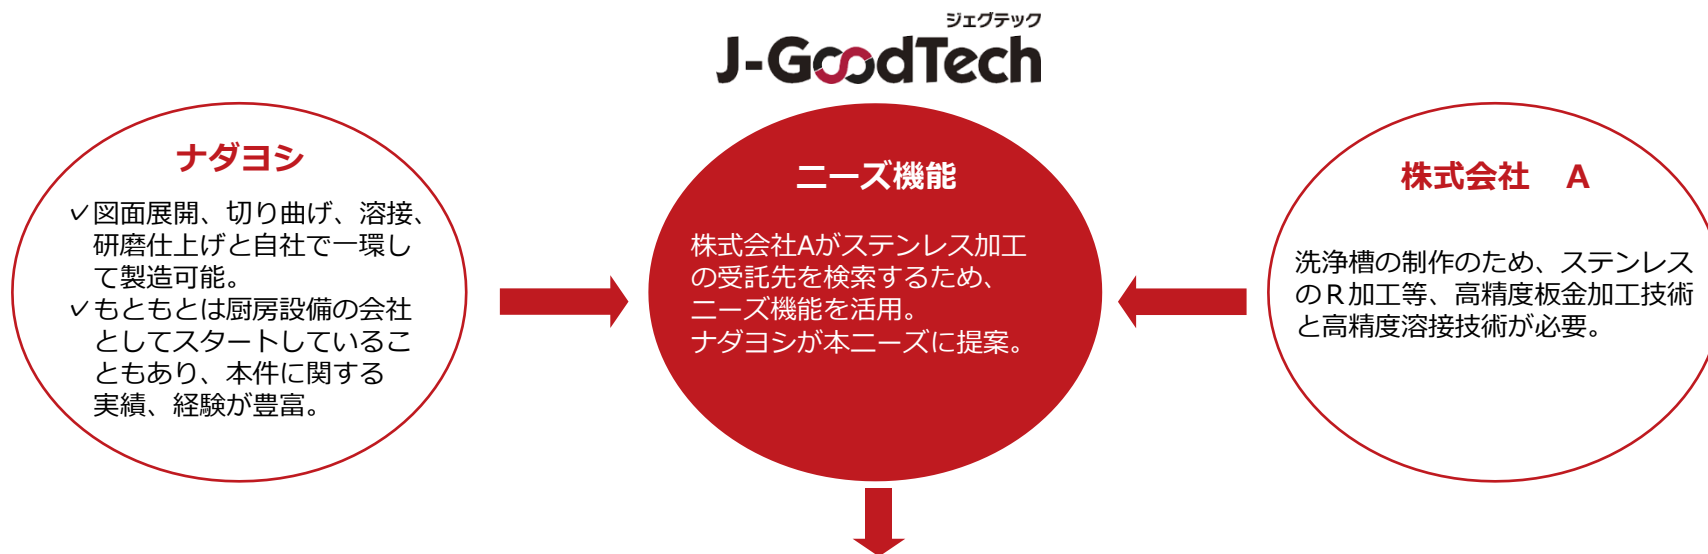 ジェグテック
J-GoodTech
ナダヨシ
✓図面展開、切り曲げ、溶接、
研磨仕上げと自社で一環し
て製造可能。
✓もともとは厨房設備の会社
としてスタートしているこ
ともあり、本件に関する
実績、経験が豊富。
ニーズ機能
株式会社Aがステンレス加工
の受託先を検索するため、
ニーズ機能を活用。
ナダヨシが本ニーズに提案。
株式会社　A
洗浄槽の制作のため、ステンレス
のＲ加工等、高精度板金加工技術
と高精度溶接技術が必要。